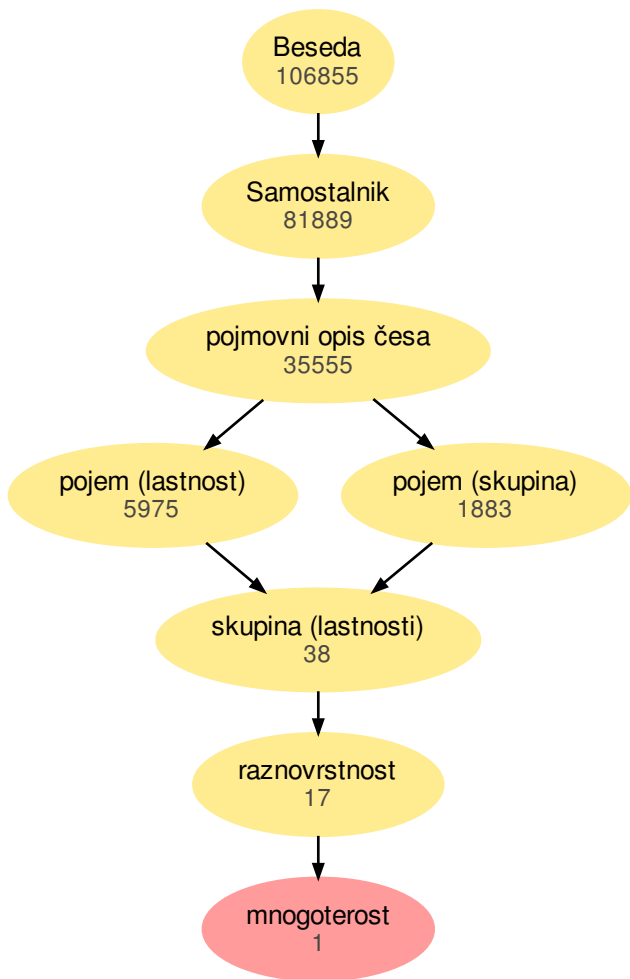 Beseda
106855
Samostalnik
81889
pojmovni opis česa
35555
pojem (lastnost)
5975
pojem (skupina)
1883
skupina (lastnosti)
38
raznovrstnost
17
mnogoterost
1